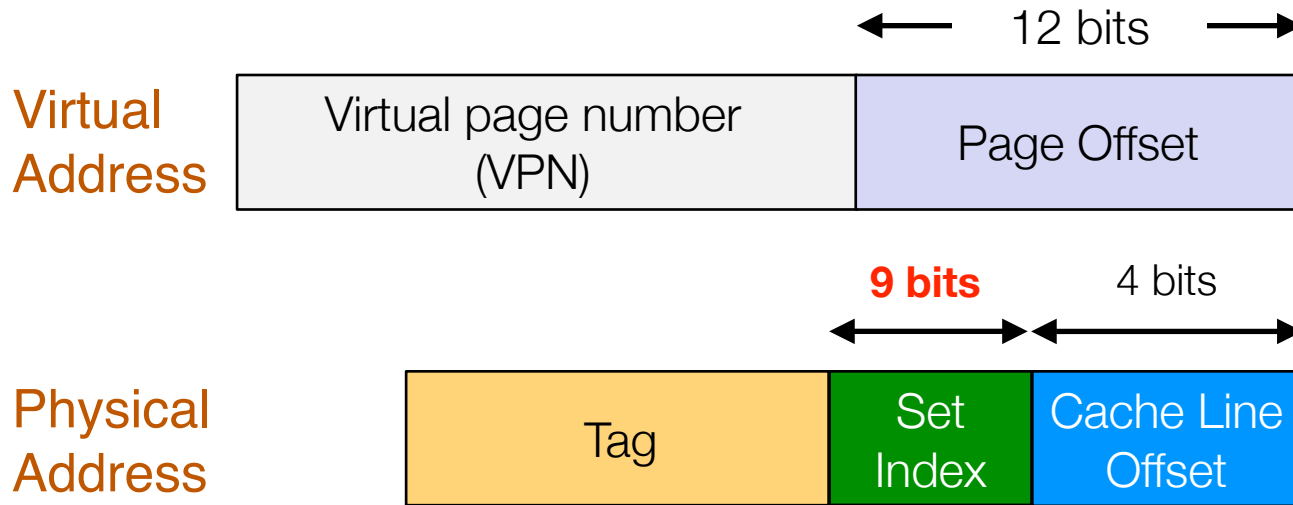 12 bits
Virtual
Address
Virtual page number
(VPN)
Page Offset
9 bits
4 bits
Physical
Address
Tag
Set
Index
Cache Line
Offset